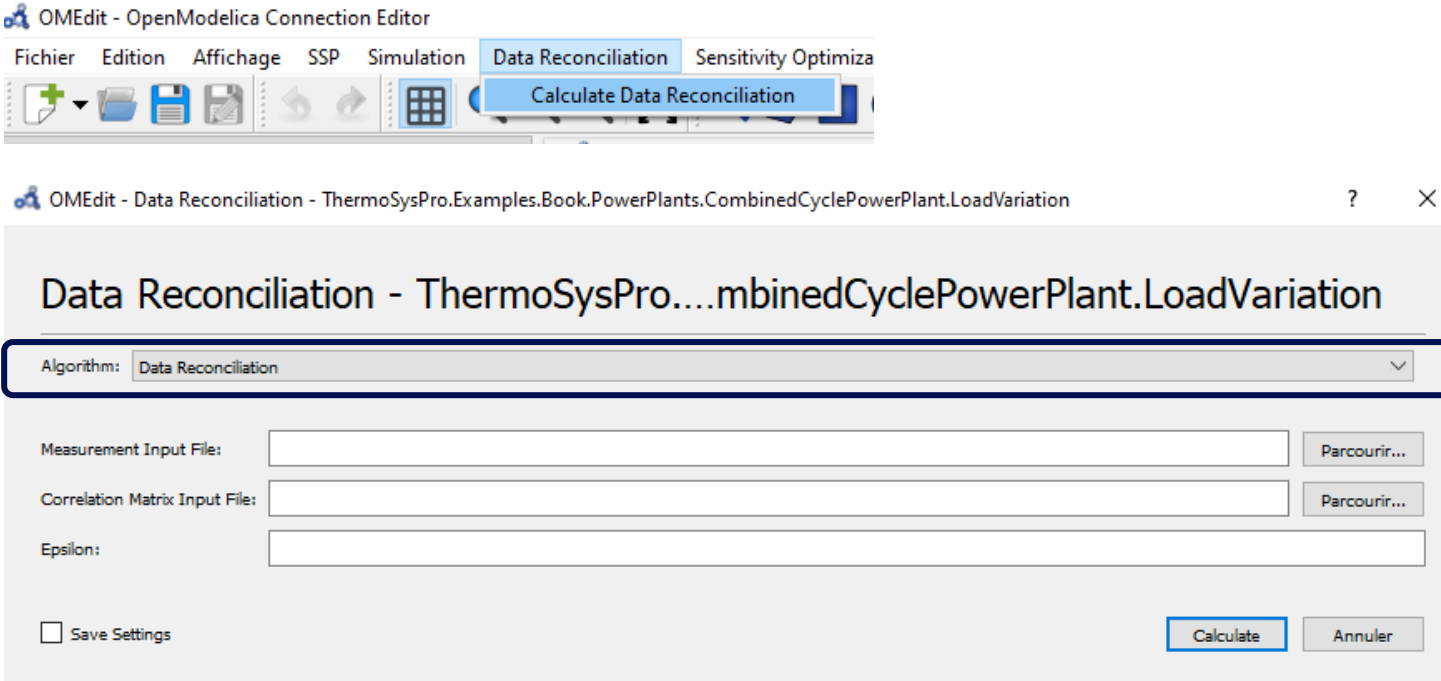 OMEdit - OpenModelica Connection Editor
Fichier Edition Affichage SSP Simulation Data Reconciliation Sensitivity Optimiza
Calculate Data Reconciliation
OMEdit - Data Reconciliation - ThermoSysPro.Examples.Book.PowerPlants.CombinedCyclePowerPlant.LoadVariation ?
Data Reconciliation - ThermoSysPro....mbinedCyclePowerPlant.LoadVariation
Algorithm: Data Reconciliation
Measurement Input File: Parcourir...
Correlation Matrix Input File: Parcourir...
Epsilon:
Save Settings Calculate Annuler